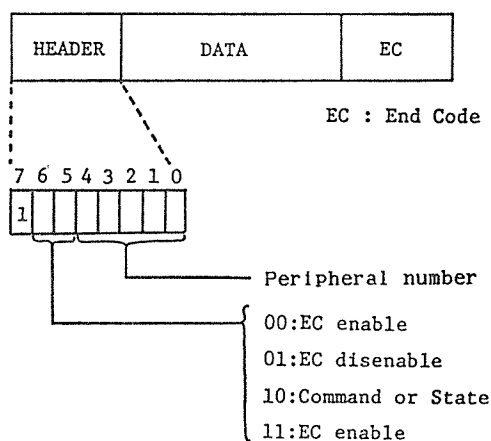 HEADER DATA EC
EC : End Code
7 6 5 4 3 2 1 0
1
Peripheral number
00:EC enable
01:EC disenable
10:Command or State
11:EC enable